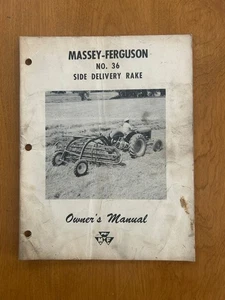 MASSEY-FERGUSON
NO. 36
SIDE DELIVERY RAKE
Owner's Manual